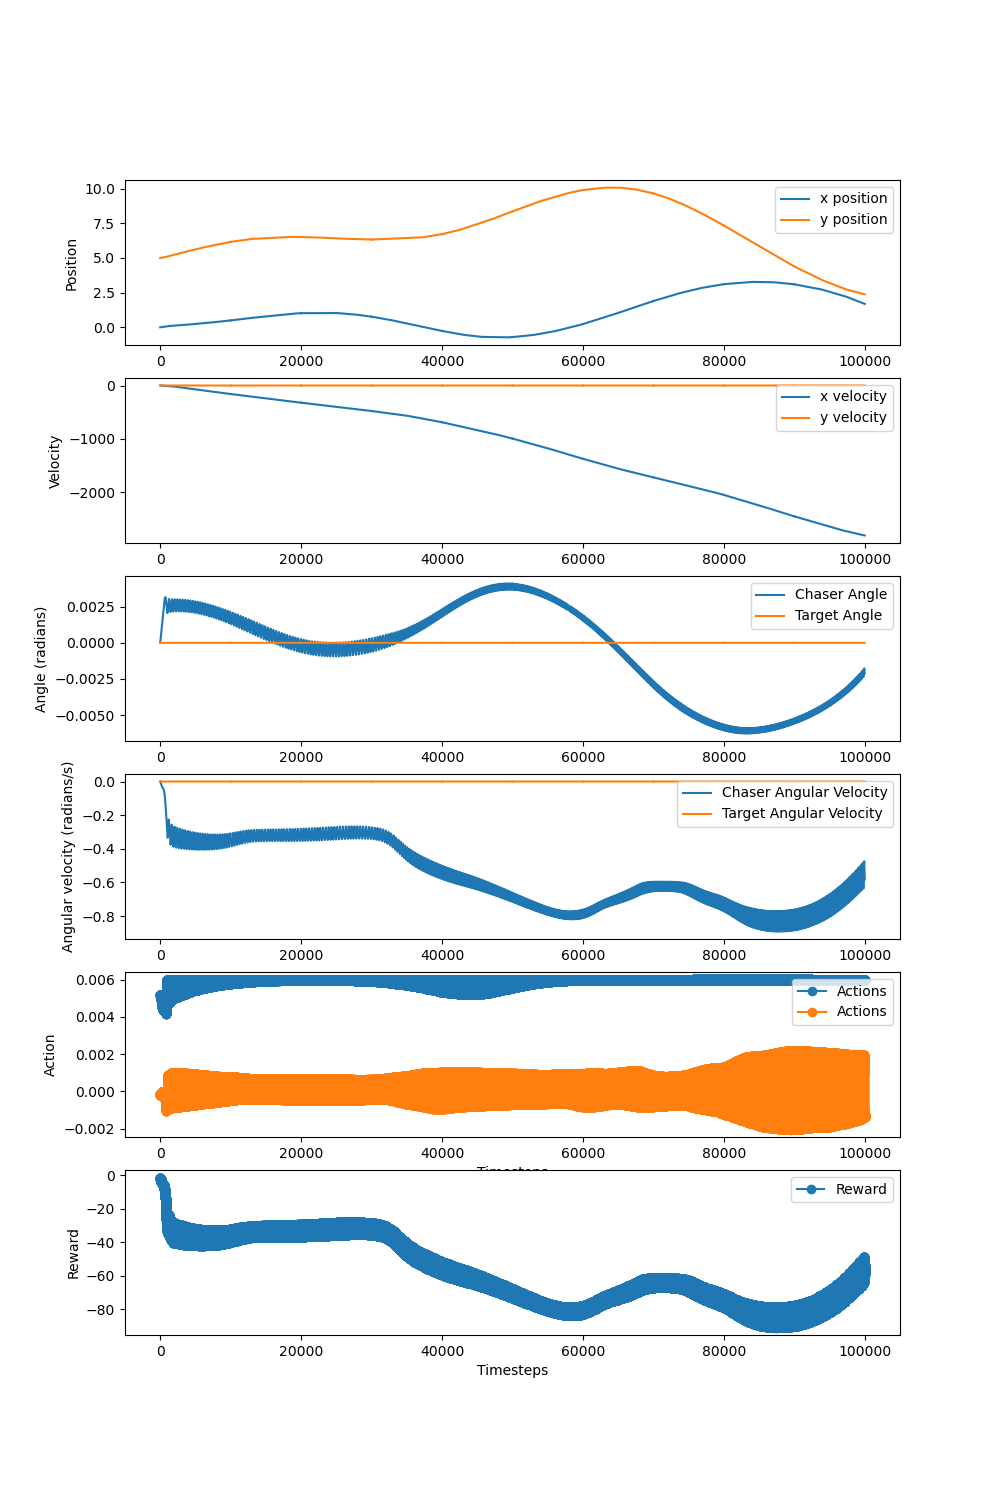 10.0
7.5
5.0
2.5
0.0
Position
x position
y position
0 20000 40000 60000 80000 100000
0
−1000
−2000
Velocity
x velocity
y velocity
0 20000 40000 60000 80000 100000
0.0025
0.0000
−0.0025
−0.0050
Angle (radians)
Chaser Angle
Target Angle
0 20000 40000 60000 80000 100000
0.0
−0.2
−0.4
−0.6
−0.8
Angular velocity (radians/s)
Chaser Angular Velocity
Target Angular Velocity
0 20000 40000 60000 80000 100000
0.006
0.004
0.002
0.000
−0.002
Action
Actions
Actions
0 20000 40000 60000 80000 100000
Timesteps
0
−20
−40
−60
−80
Reward
Reward
0 20000 40000 60000 80000 100000
Timesteps